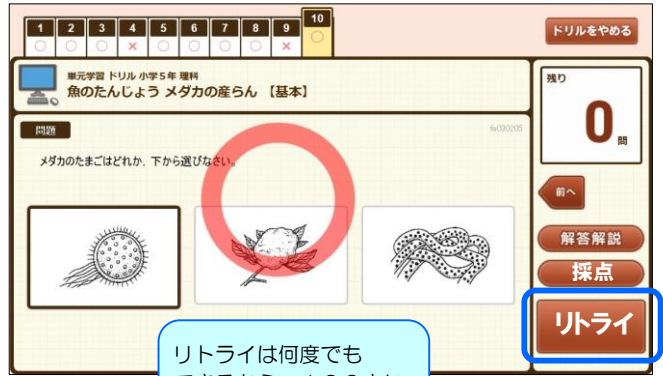 1 2 3 4 5 6 7 8 9 10
ドリルをやめる
単元学習 ドリル 小学5年 理科
魚のたんじょう メダカの産らん 【基本】
残り
0 問
問題
メダカのたまごはどれか、下から選びなさい。
前へ
解答解説
採点
リトライ
リトライは何度でも